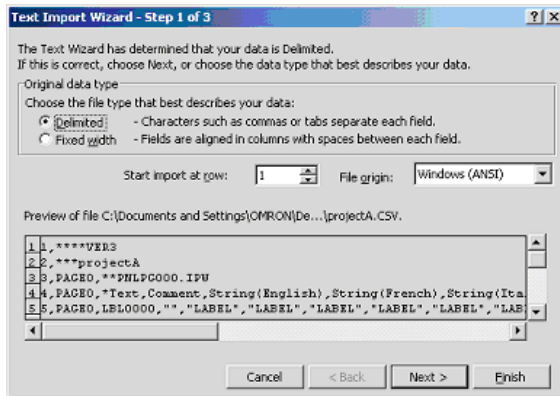 Text Import Wizard - Step 1 of 3
The Text Wizard has determined that your data is Delimited.
If this is correct, choose Next, or choose the data type that best describes your data.
Original data type
Choose the file type that best describes your data:
Delimited - Characters such as commas or tabs separate each field.
Fixed width - Fields are aligned in columns with spaces between each field.
Start import at row: 1 File origin: Windows (ANSI)
Preview of file C:\Documents and Settings\OMRON\De...\projectA.CSV.
1 1,****VER3
2 2,***projectA
3 3,PAGE0,**PNLPG000.IPW
4 4,PAGE0,*Text,Comment,String(English),String(French),String(Ita
5 5,PAGE0,LBL0000,"","LABEL","LABEL","LABEL","LABEL","LABEL","LAB
Cancel < Back Next > Finish